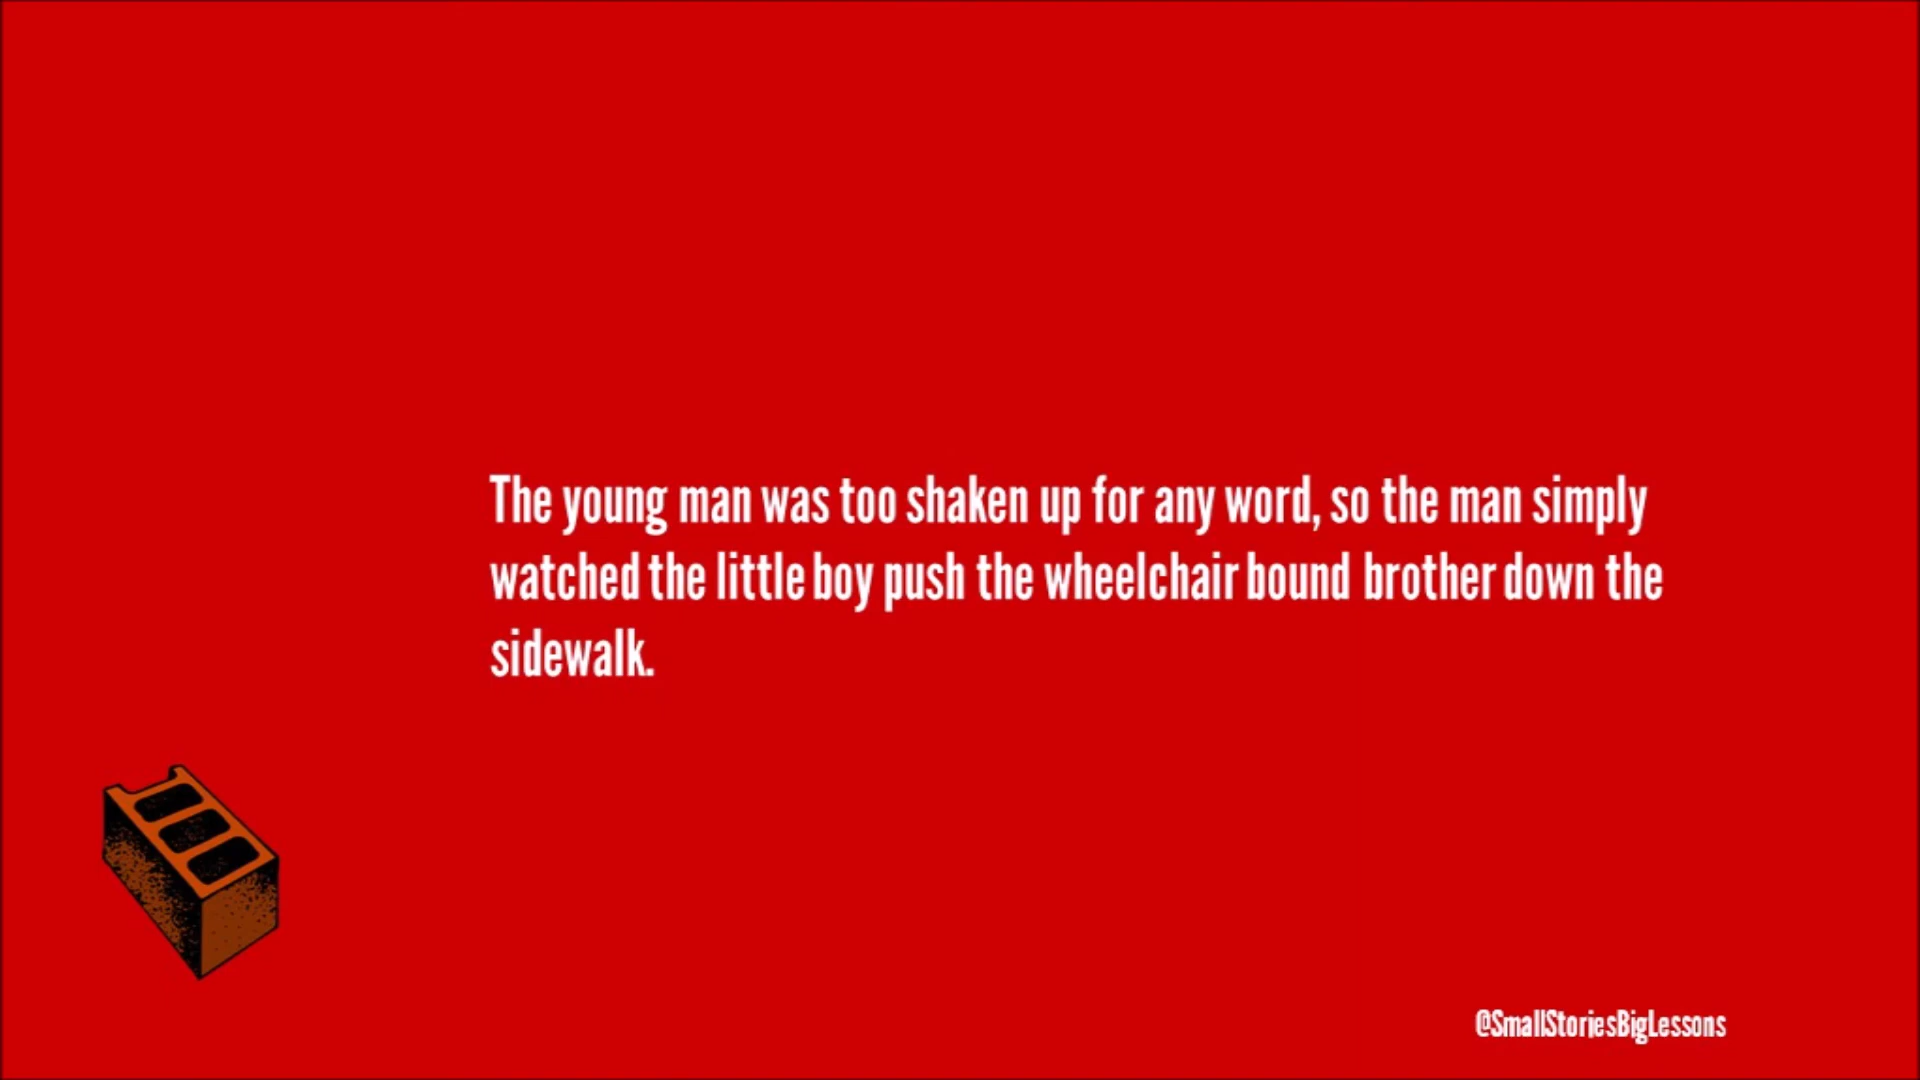 The young man was too shaken up for any word, so the man simply
watched the little boy push the wheelchair bound brother down the
sidewalk.
@SmallStoriesBigLessons